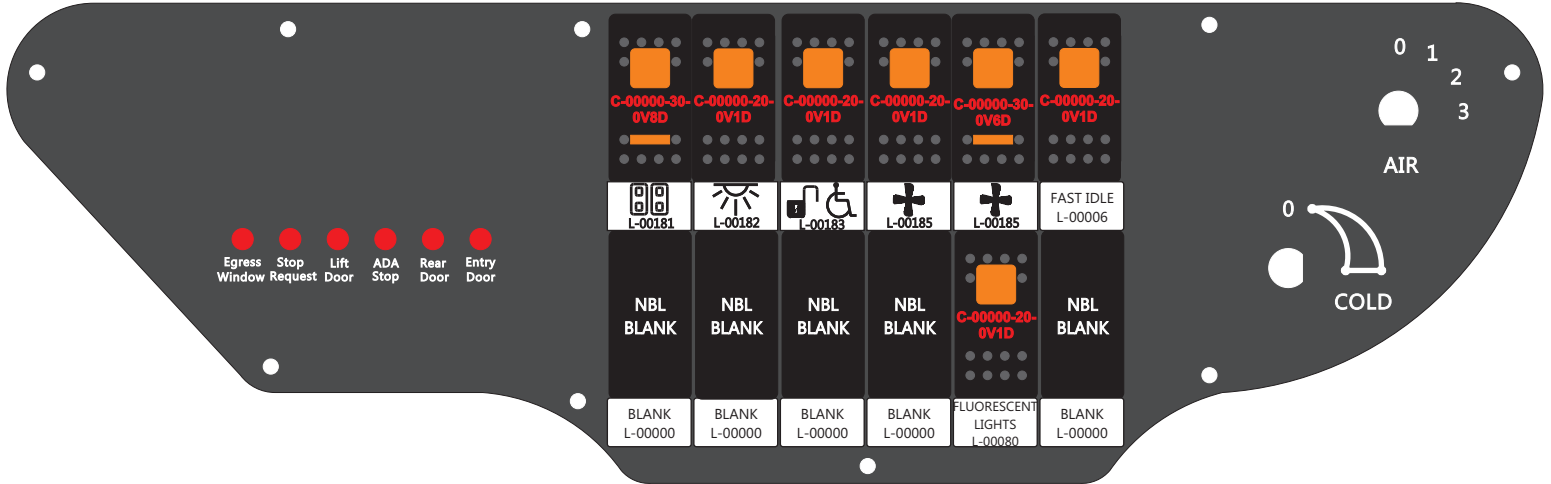 C-00000-30-
0V8D
C-00000-20-
0V1D
C-00000-20-
0V1D
C-00000-20-
0V1D
C-00000-30-
0V6D
C-00000-20-
0V1D
0
1
2
3
AIR
L-00181
L-00182
L-00183
L-00185
L-00185
FAST IDLE
L-00006
0
COLD
Egress
Window
Stop
Request
Lift
Door
ADA
Stop
Rear
Door
Entry
Door
NBL
BLANK
NBL
BLANK
NBL
BLANK
NBL
BLANK
C-00000-20-
0V1D
NBL
BLANK
BLANK
L-00000
BLANK
L-00000
BLANK
L-00000
BLANK
L-00000
FLUORESCENT
LIGHTS
L-00080
BLANK
L-00000